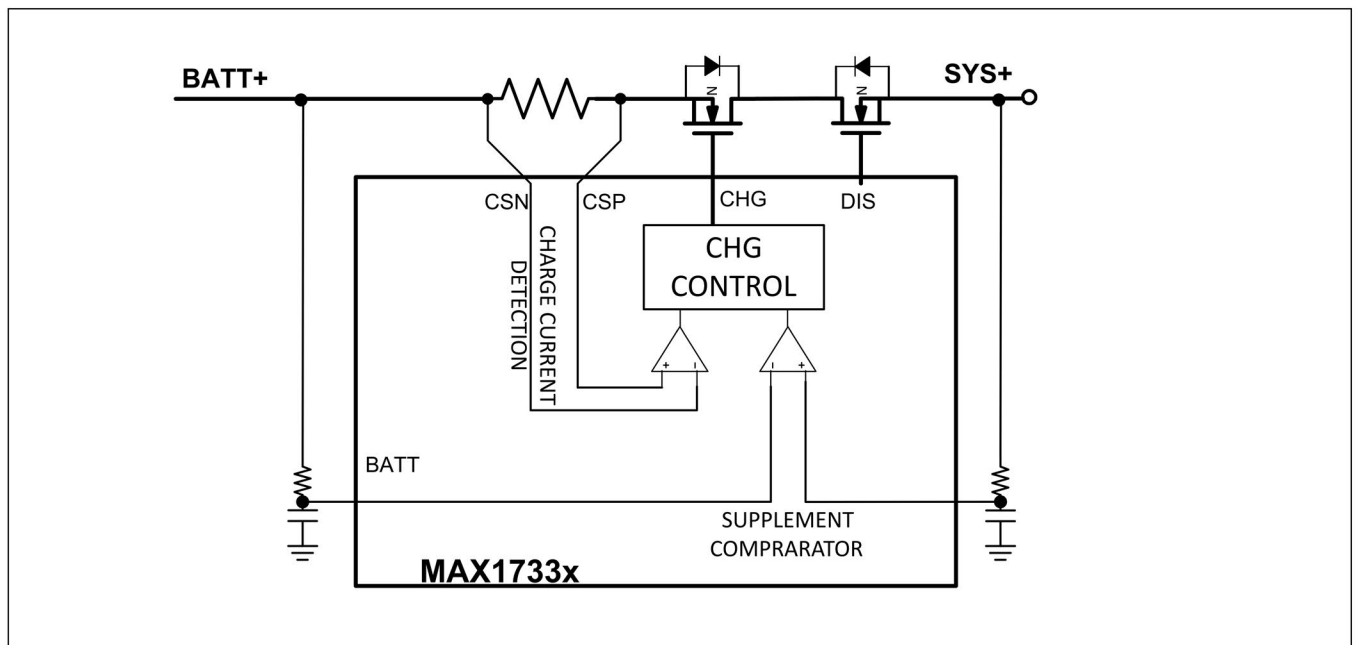 BATT+
SYS+
N
N
CSN
CSP
CHG
DIS
CHG
CONTROL
CHARGE CURRENT
DETECTION
+
−
−
+
BATT
SUPPLEMENT
COMPRARATOR
MAX1733x